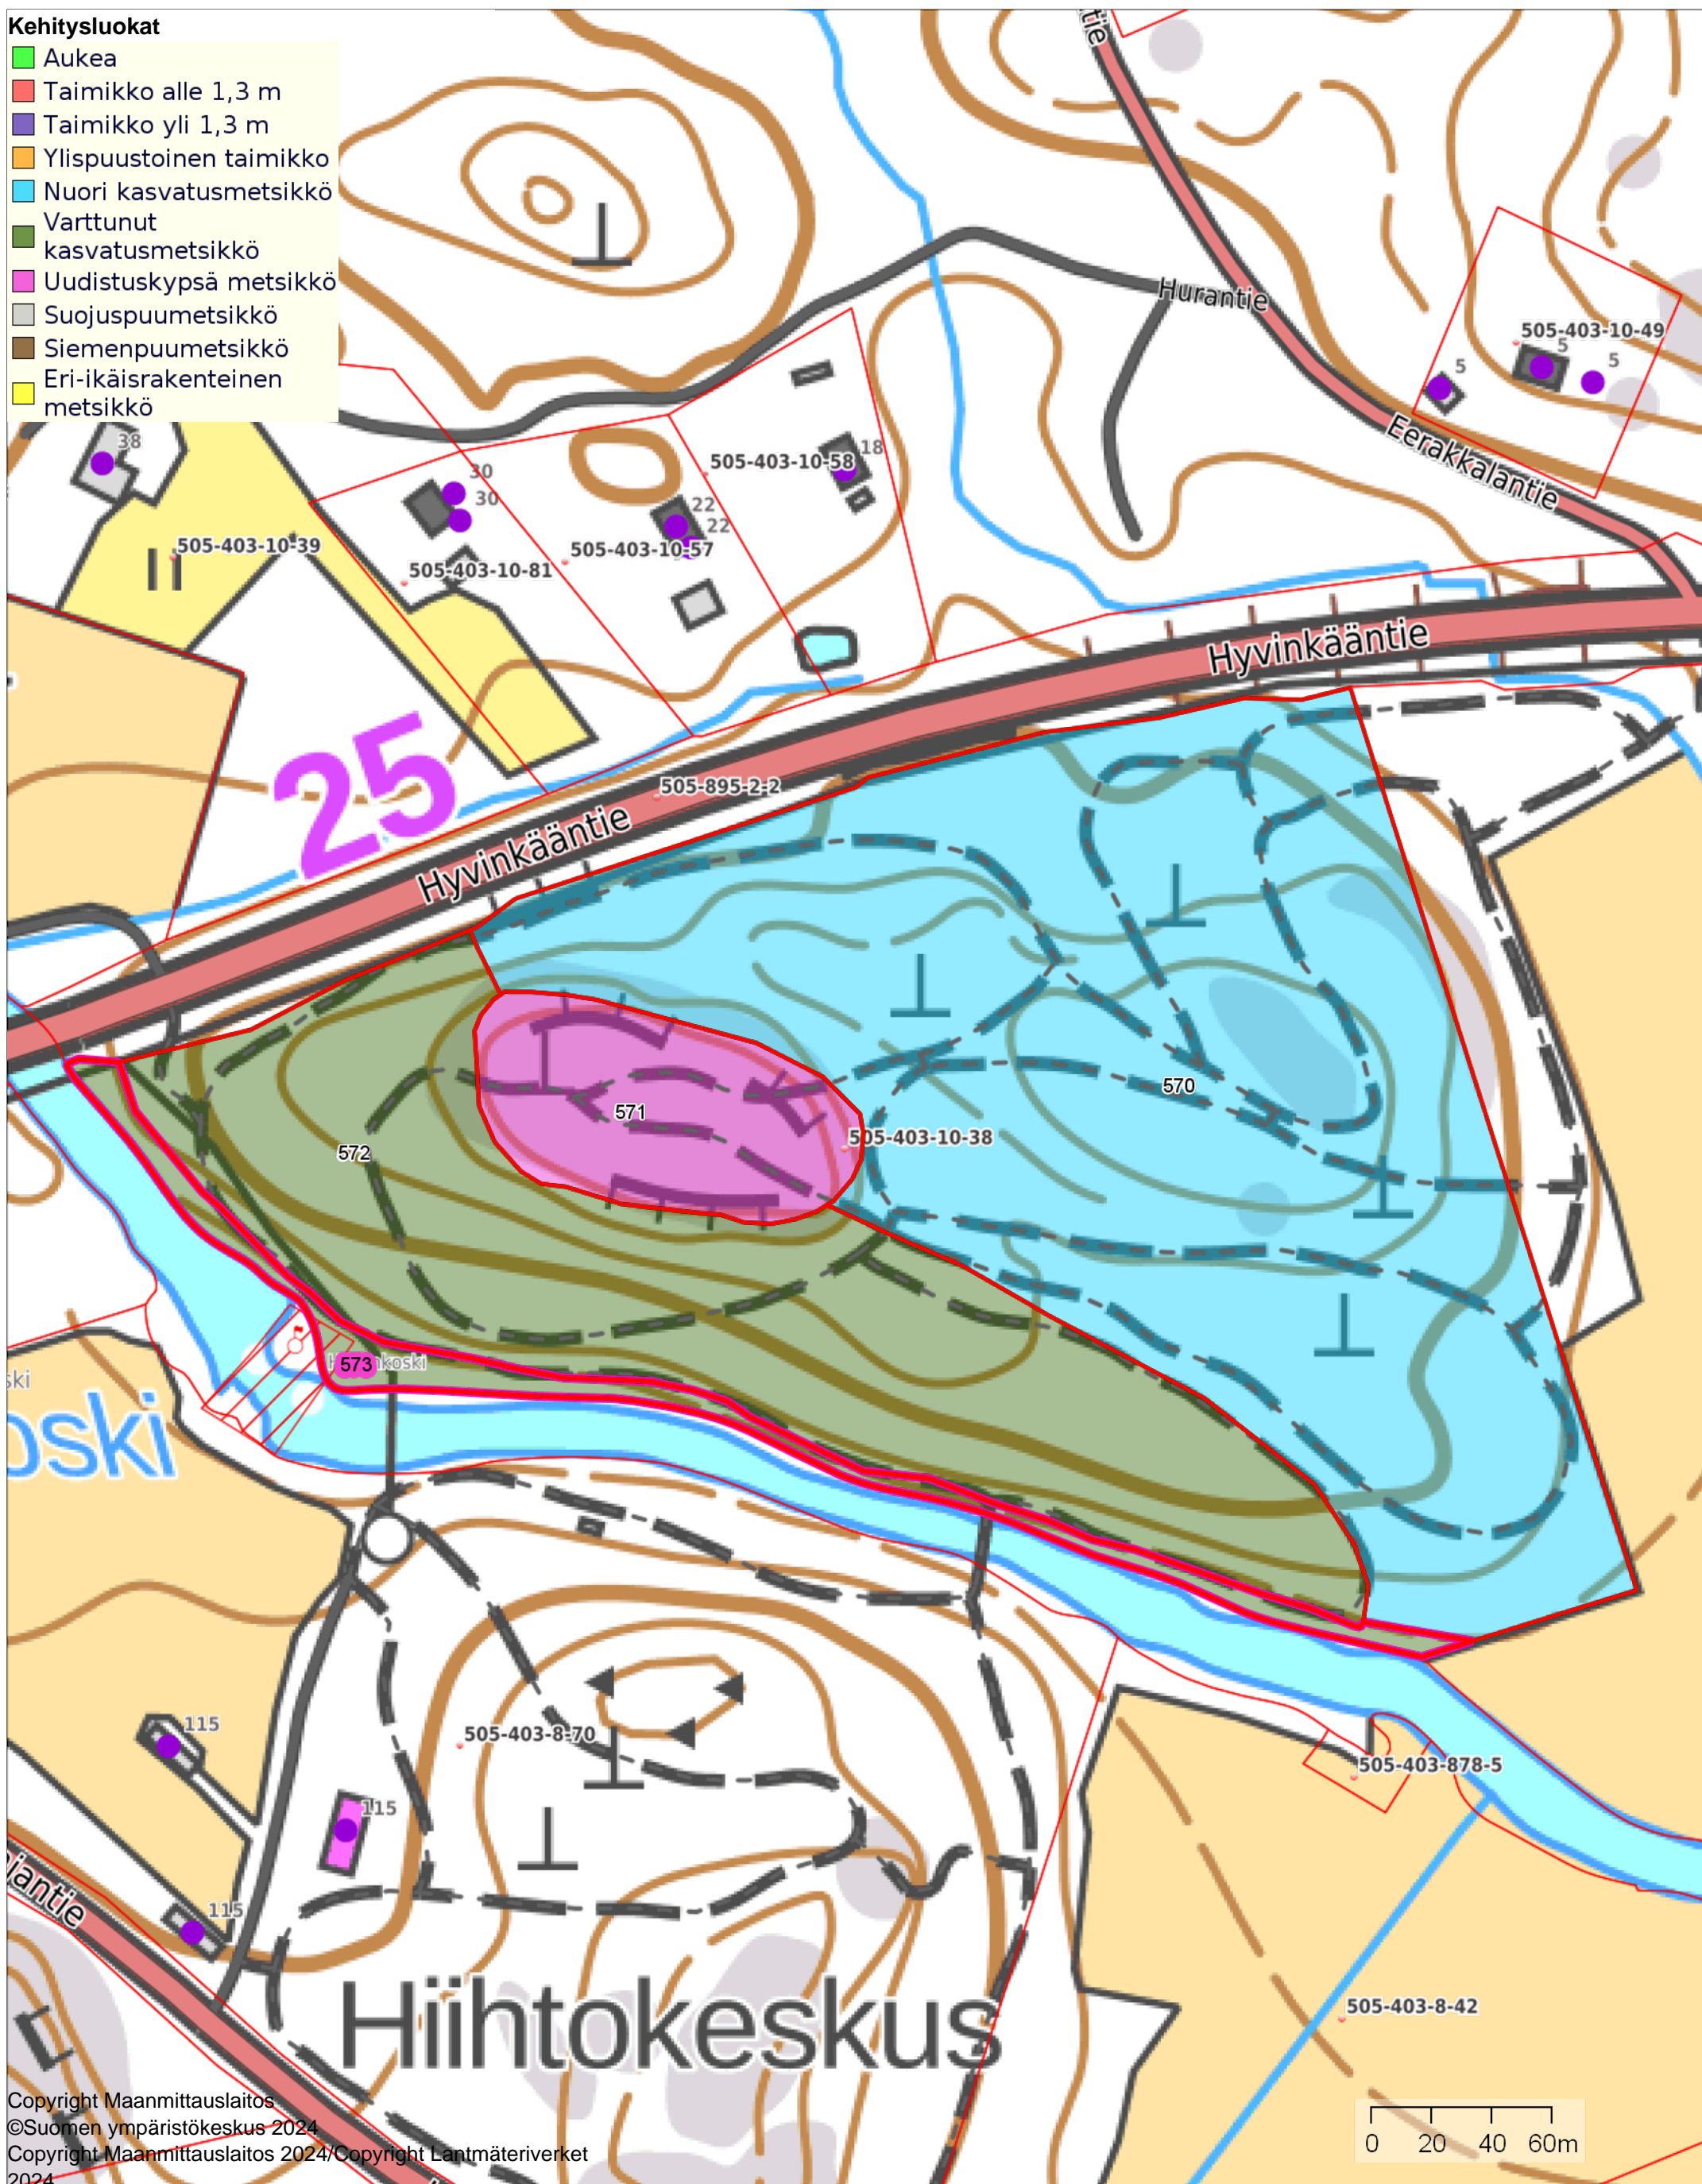 Kehitysluokat
Aukea
Taimikko alle 1,3 m
Taimikko yli 1,3 m
Ylispuustoinen taimikko
Nuori kasvatusmetsikkö
Varttunut
kasvatusmetsikkö
Uudistuskypsä metsikkö
Suojuspuumetsikkö
Siemenpuumetsikkö
Eri-ikäisrakenteinen
metsikkö
tie
Hurantie
505-403-10-49
5
5
5
Eerakkalantie
38
30
30
505-403-10-58
18
22
22
505-403-10-39
505-403-10-57
505-403-10-81
Hyvinkääntie
25
505-895-2-2
Hyvinkääntie
570
571
505-403-10-38
572
573
koski
ski
oski
115
505-403-8-70
505-403-878-5
115
115
iantie
Hiihtokeskus
505-403-8-42
0 20 40 60m
Copyright Maanmittauslaitos
©Suomen ympäristökeskus 2024
Copyright Maanmittauslaitos 2024/Copyright Lantmäteriverket
2024